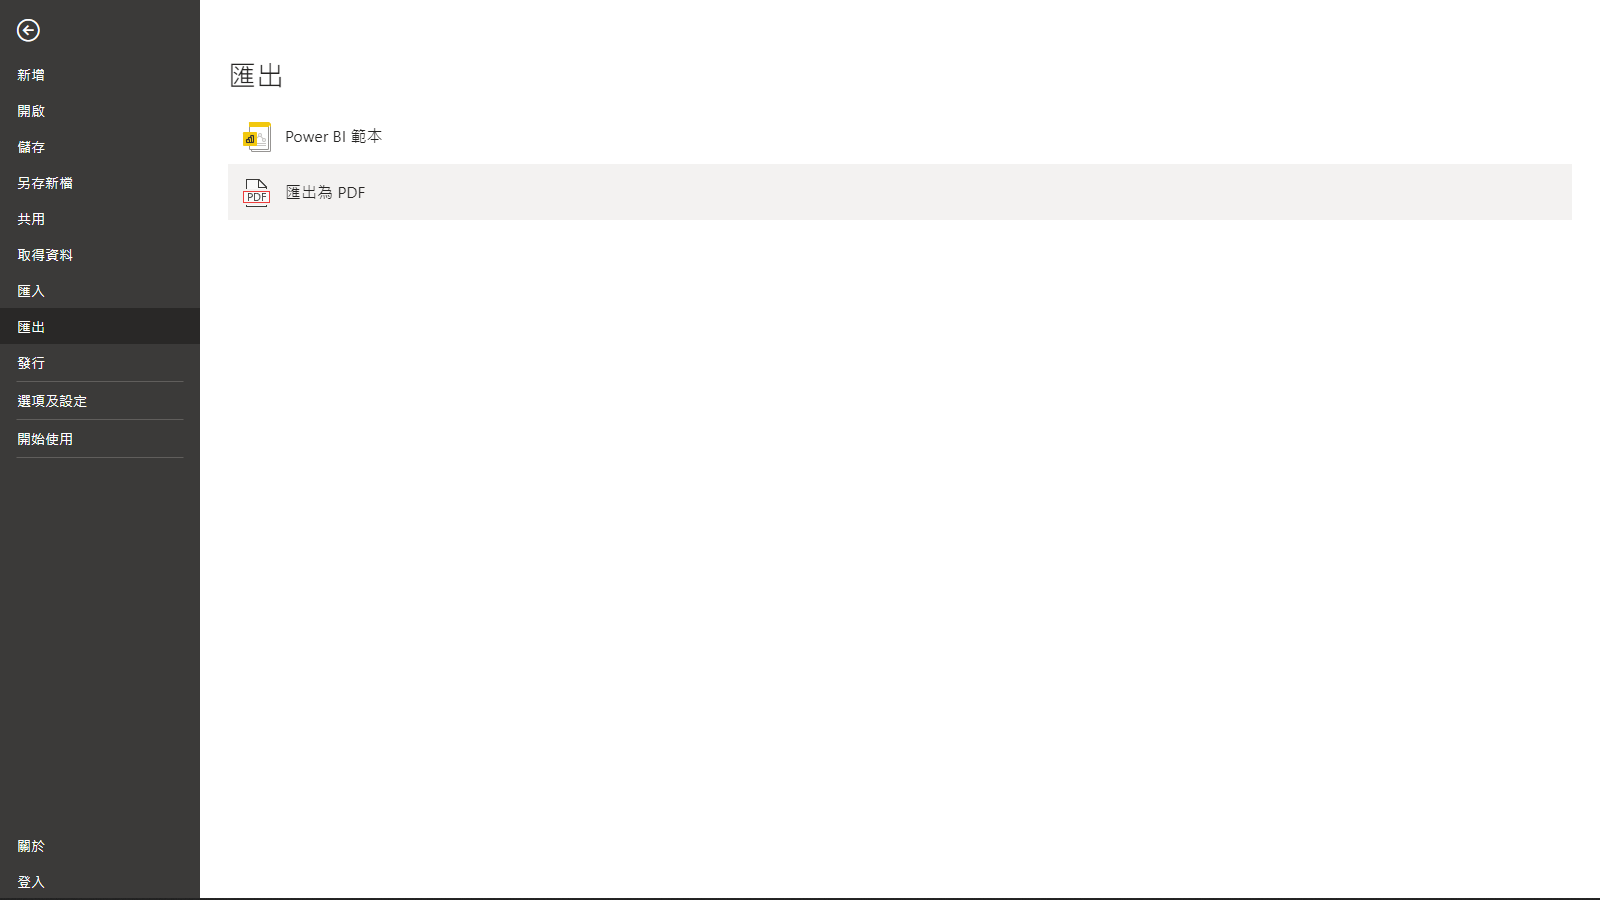 新增
開啟
儲存
另存新檔
共用
取得資料
匯入
匯出
發行
選項及設定
開始使用
關於
登入
匯出
Power BI 範本
PDF
匯出為 PDF